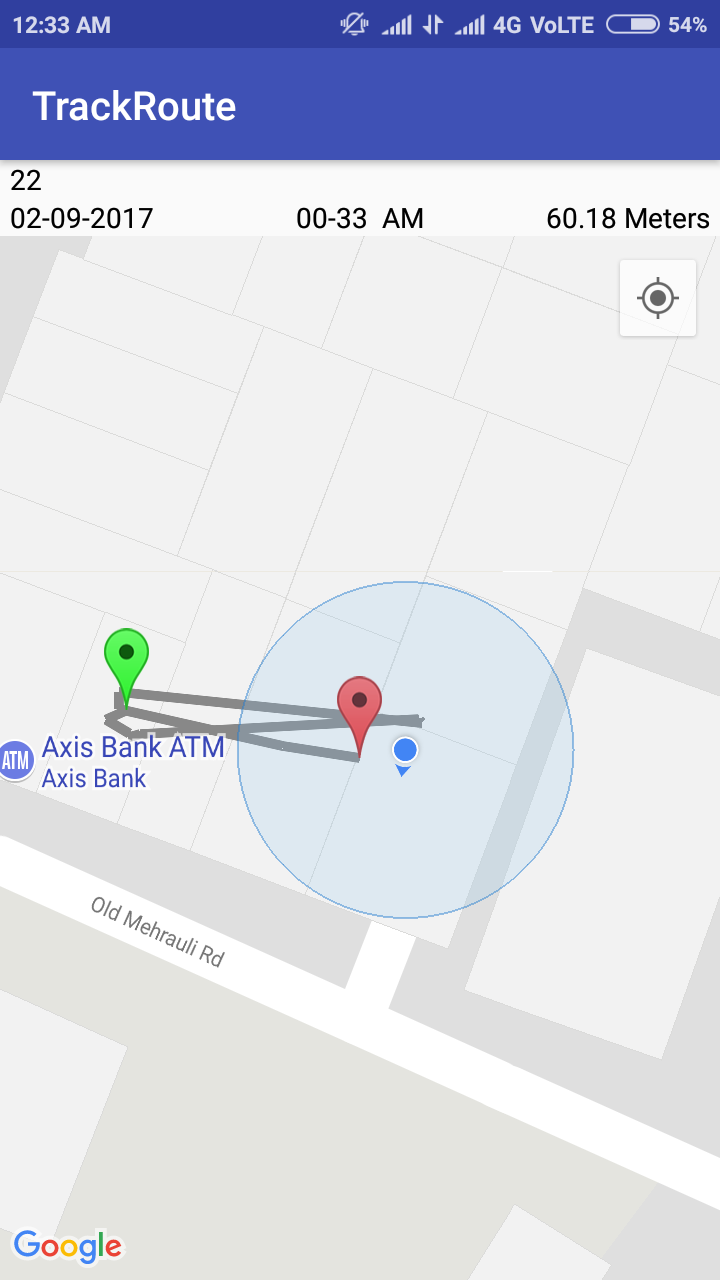 12:33 AM 4G VoLTE 54%
TrackRoute
22
02-09-2017 00-33 AM 60.18 Meters
ATM Axis Bank ATM
Axis Bank
Old Mehrauli Rd
Google